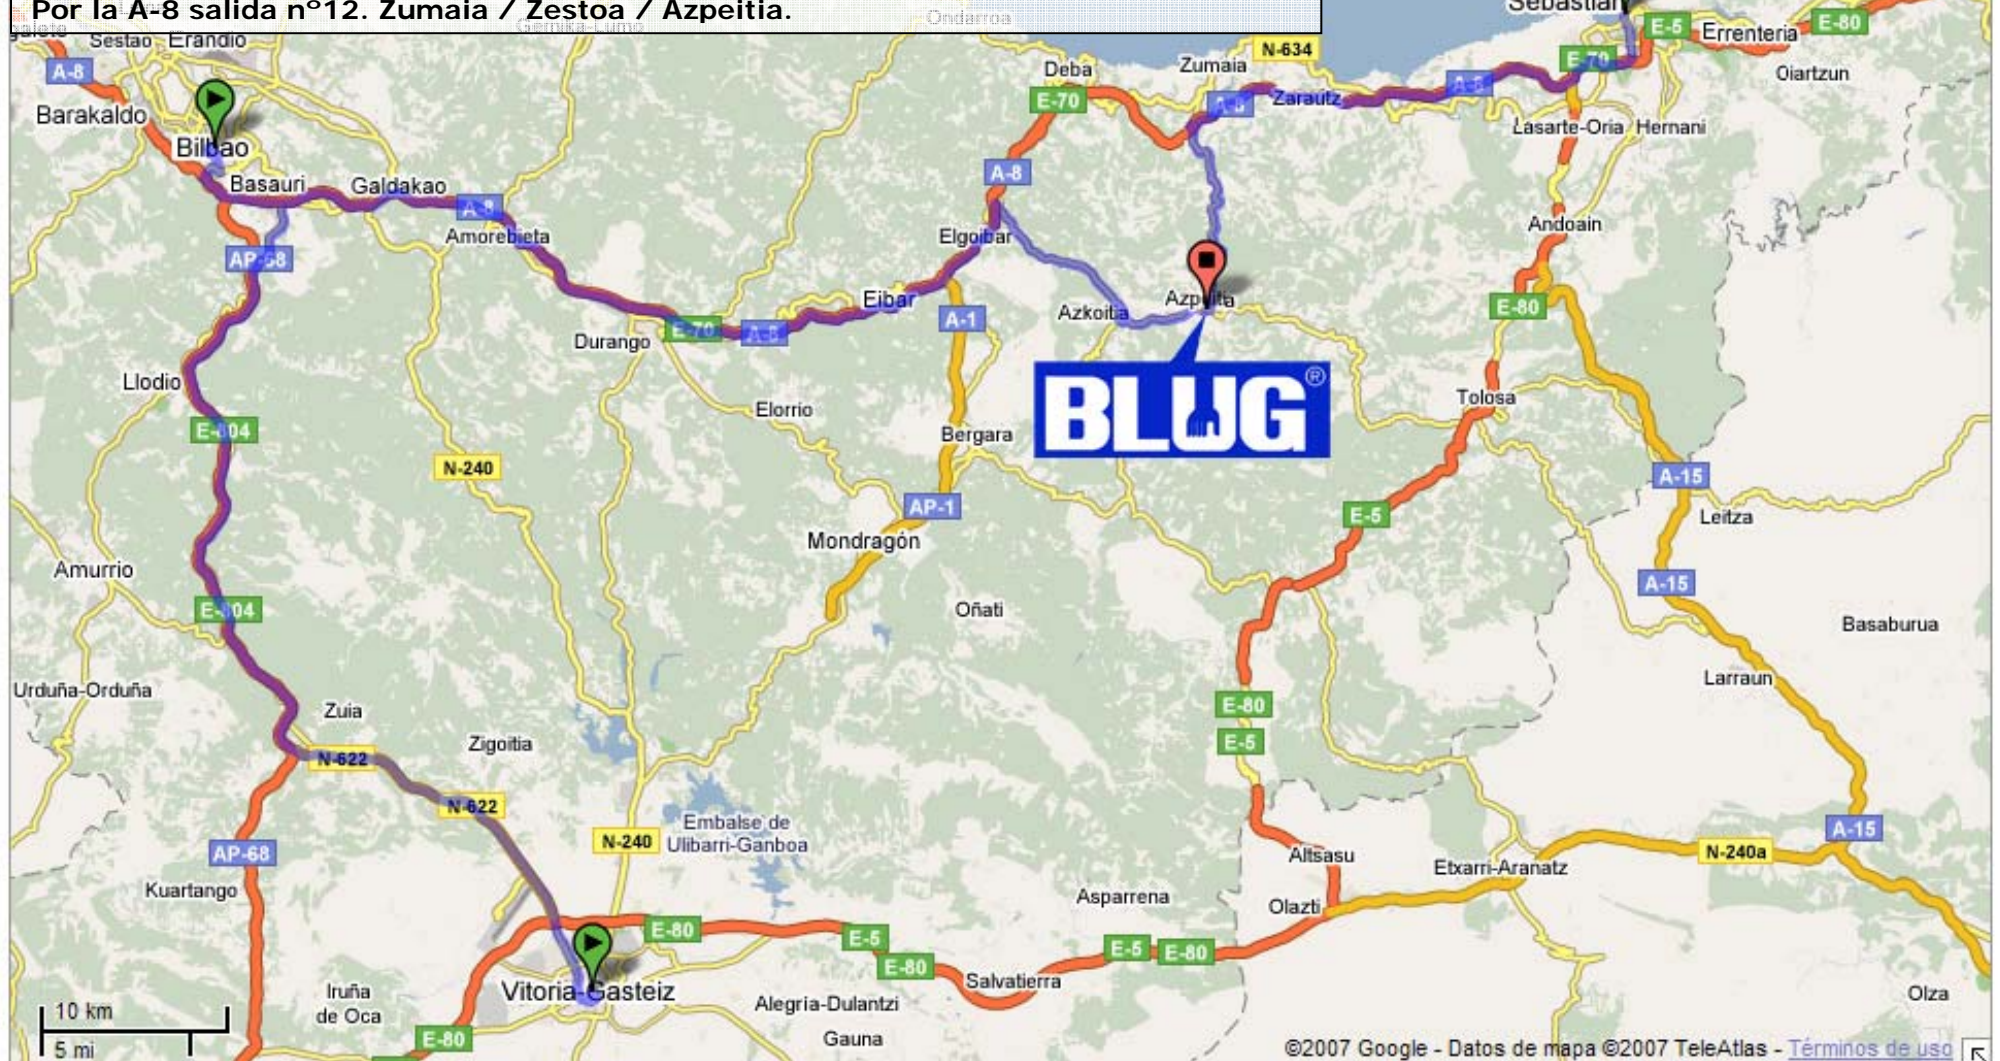 Por la A-8 salida nº12. Zumaia / Zestoa / Azpeitia.
Ondarroa
Gernika-Lumo
Sestao
Erandio
A-8
Barakaldo
Bilbao
Basauri
Galdakao
A-8
Amorebieta
AP-68
Deba
E-70
Zumaia
N-634
A-8
Zarautz
A-8
E-70
E-5
Errenteria
E-80
Oiartzun
Lasarte-Oria
Hernani
A-8
Elgoibar
Andoain
Azpeitia
Azkoitia
Eibar
A-1
E-80
E-70
A-8
Durango
Llodio
BLUG®
Elorrio
Tolosa
E-804
Bergara
N-240
A-15
AP-1
E-5
Leitza
Mondragón
Amurrio
A-15
E-804
Oñati
Basaburua
Urduña-Orduña
Larraun
Zuia
E-80
Zigoitia
E-5
N-622
N-622
Embalse de
Ulibarri-Ganboa
N-240
A-15
AP-68
Altsasu
N-240a
Etxarri-Aranatz
Kuartango
Asparrena
Olazti
E-80
E-5
E-5
E-80
E-80
Salvatierra
Vitoria-Gasteiz
Iruña
de Oca
Alegria-Dulantzi
Olza
10 km
E-80
Gauna
5 mi
©2007 Google - Datos de mapa ©2007 TeleAtlas - Términos de uso